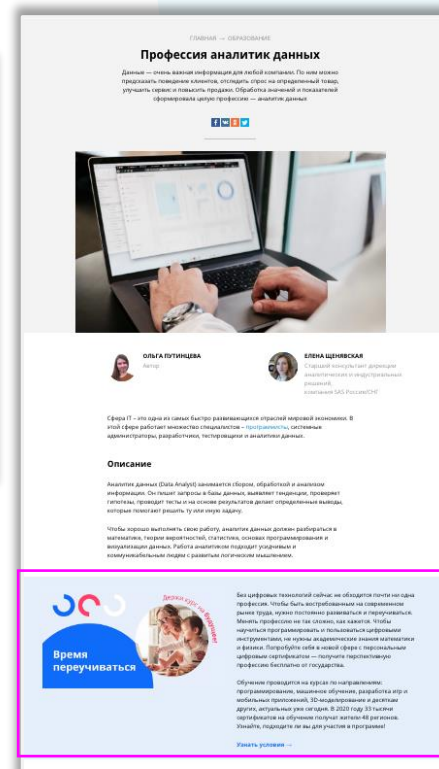 ГЛАВНАЯ → ОБРАЗОВАНИЕ
Профессия аналитик данных
Данные — очень важная информация для любой компании. По ним можно
предсказать поведение клиентов, отследить спрос на определенный товар,
улучшить сервис и повысить продажи. Обработка значений и показателей
сформировала целую профессию — аналитик данных
ОЛЬГА ПУТИНЦЕВА
Автор
ЕЛЕНА ЩЕНЯВСКАЯ
Старший консультант дирекции
аналитических и индустриальных
решений,
компания SAS Россия/СНГ
Сфера IT – это одна из самых быстро развивающихся отраслей мировой экономики. В
этой сфере работает множество специалистов – программисты, системные
администраторы, разработчики, тестировщики и аналитики данных.
Описание
Аналитик данных (Data Analyst) занимается сбором, обработкой и анализом
информации. Он пишет запросы в базы данных, выявляет тенденции, проверяет
гипотезы, проводит тесты и на основе результатов делает определенные выводы,
которые помогают решить ту или иную задачу.
Чтобы хорошо выполнять свою работу, аналитик данных должен разбираться в
математике, теории вероятностей, статистике, основах программирования и
визуализации данных. Работа аналитиком подходит усидчивым и
коммуникабельным людям с развитым логическим мышлением.
Держи курс на будущее!
Время
переучиваться
Без цифровых технологий сейчас не обходится почти ни одна
профессия. Чтобы быть востребованным на современном
рынке труда, нужно постоянно развиваться и переучиваться.
Менять профессию не так сложно, как кажется. Чтобы
научиться программировать и пользоваться цифровыми
инструментами, не нужны академические знания математики
и физики. Попробуйте себя в новой сфере с персональным
цифровым сертификатом — получите перспективную
профессию бесплатно от государства.
Обучение проводится на курсах по направлениям:
программирование, машинное обучение, разработка игр и
мобильных приложений, 3D-моделирование и десяткам
других, актуальных уже сегодня. В 2020 году 33 тысячи
сертификатов на обучение получат жители 48 регионов.
Узнайте, подходите ли вы для участия в программе!
Узнать условия →